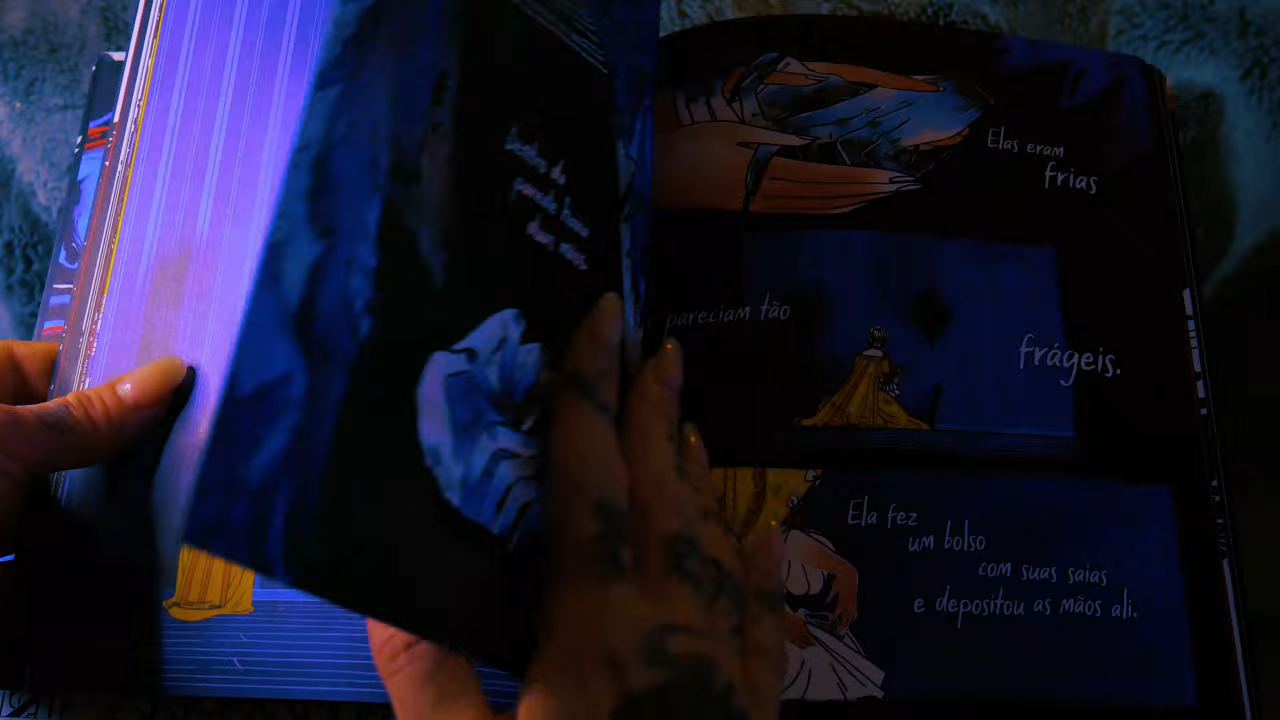 Elas eram
frias
pareciam tão
frágeis.
Ela fez
um bolso
com suas saias
e depositou as mãos ali.